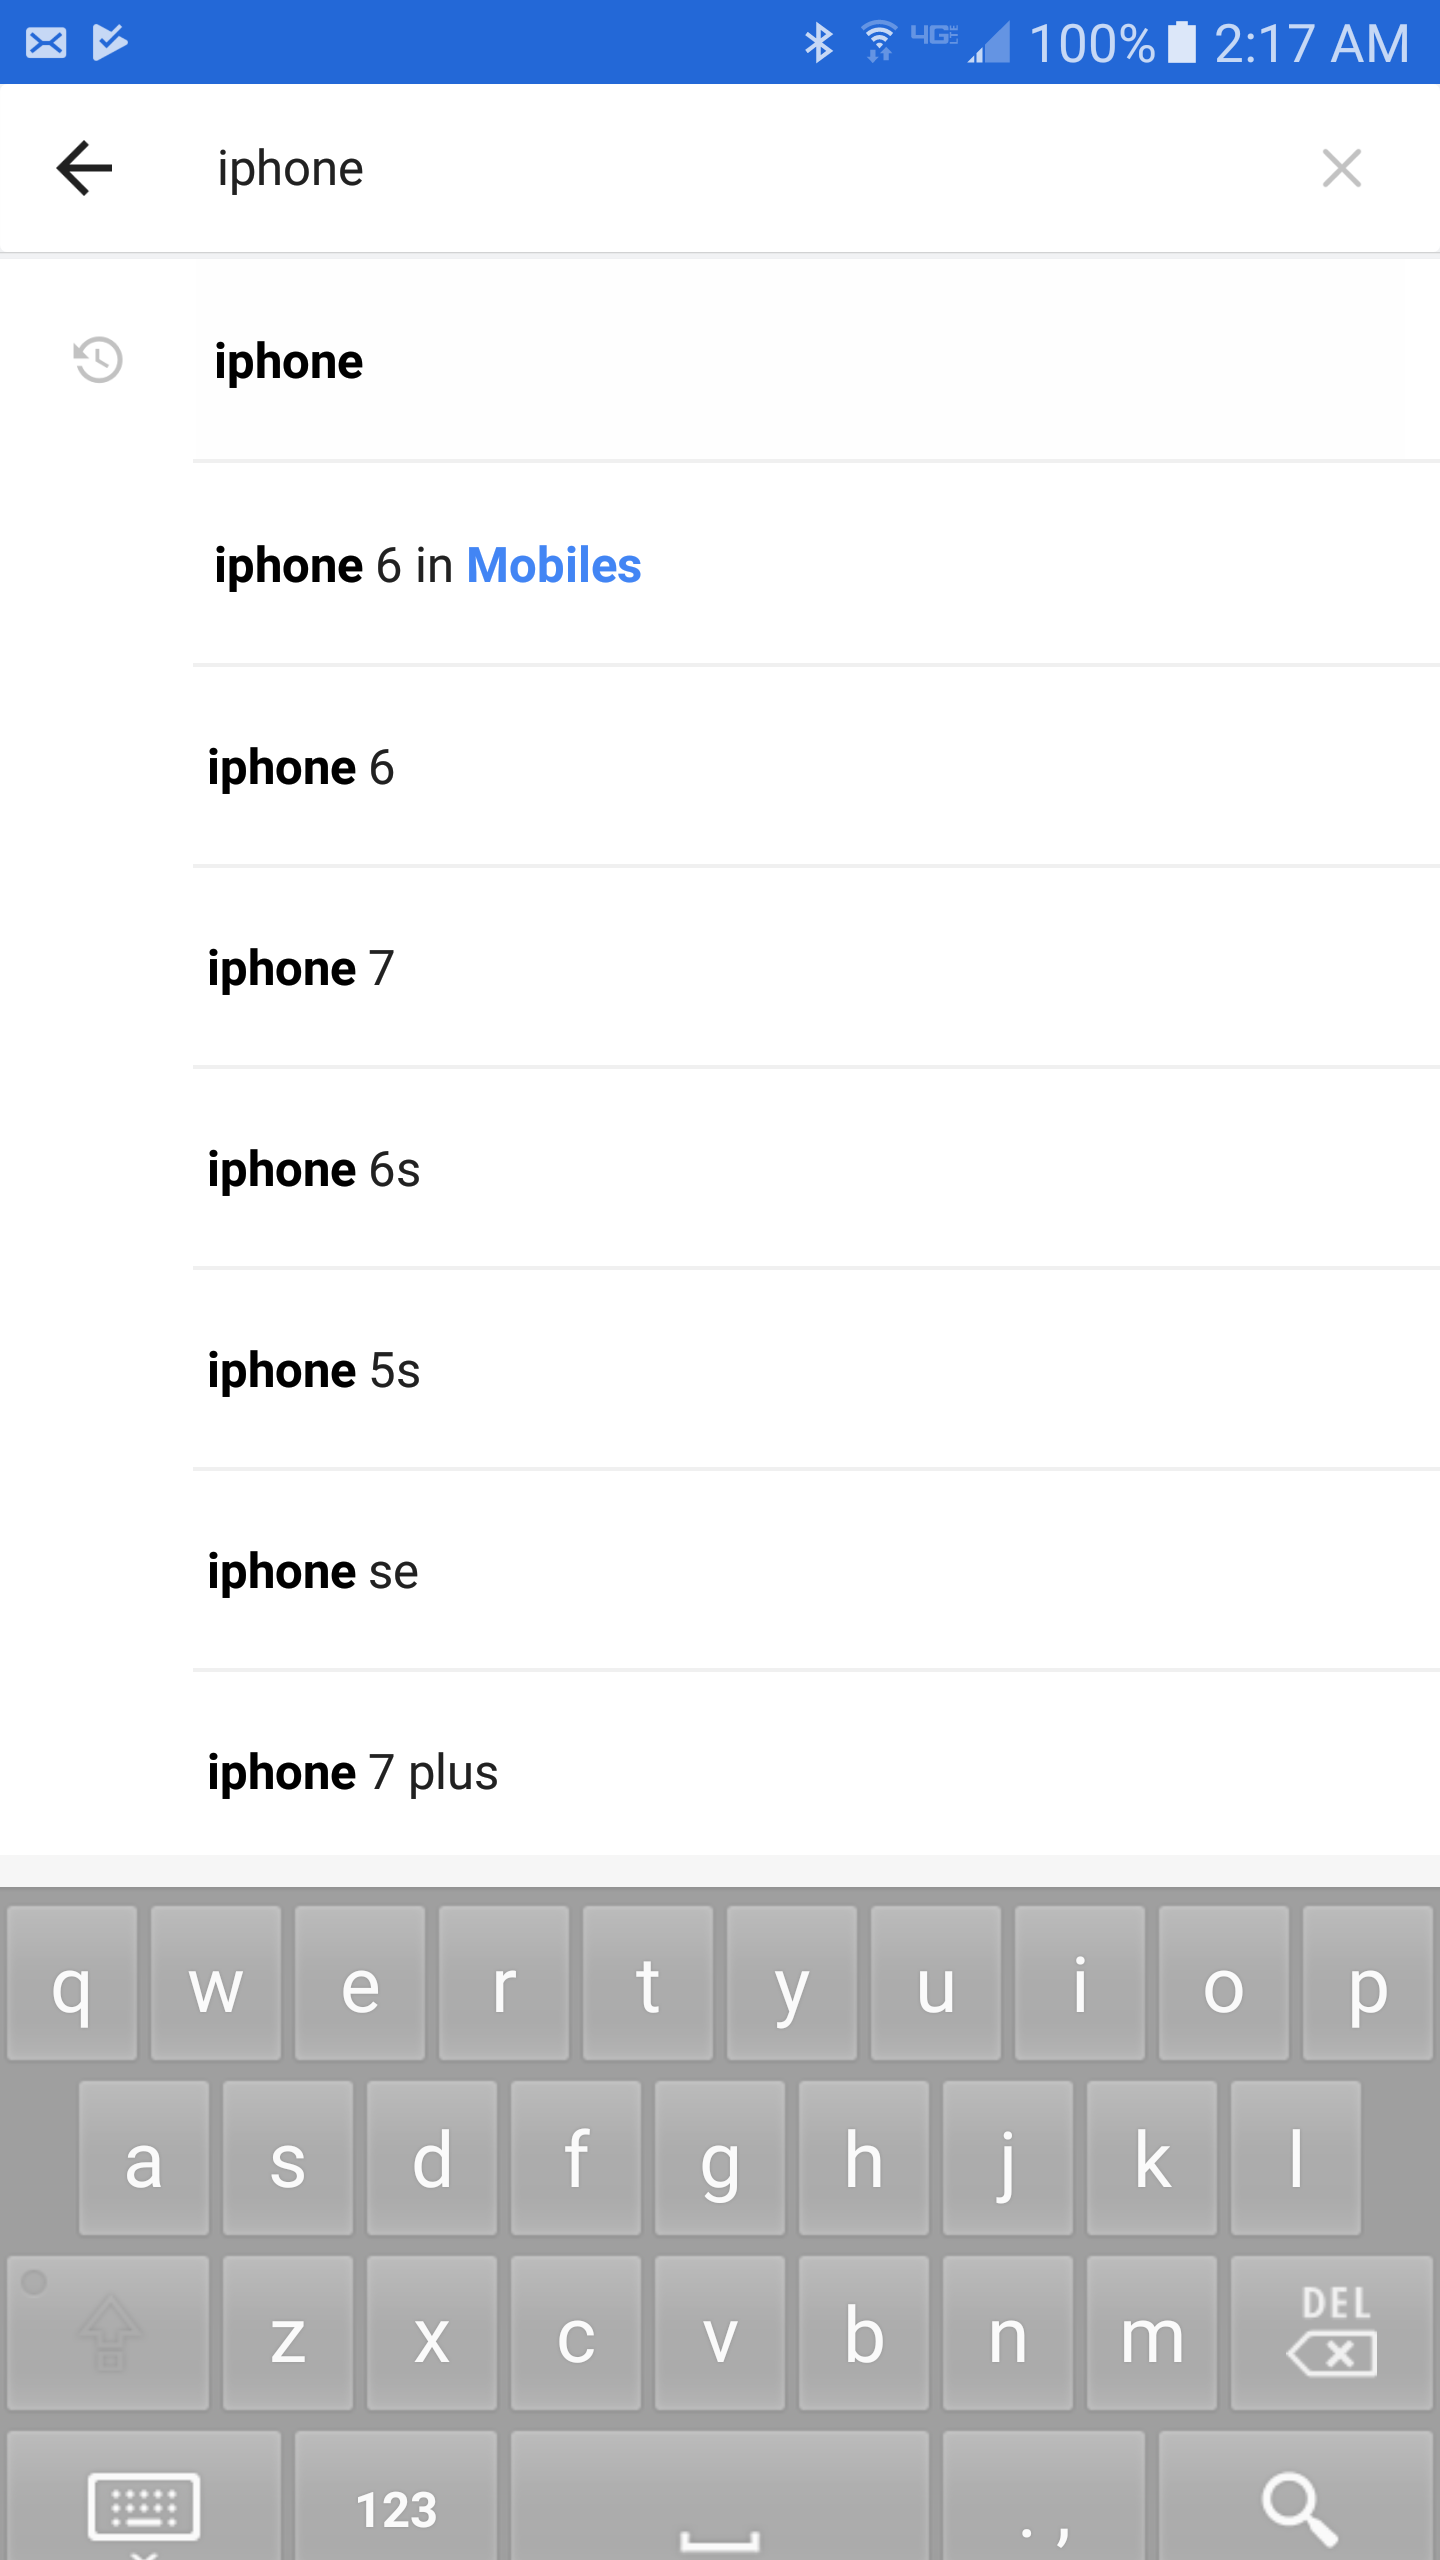 4G LTE 100% 2:17 AM
iphone
iphone
iphone 6 in Mobiles
iphone 6
iphone 7
iphone 6s
iphone 5s
iphone se
iphone 7 plus
q w e r t y u i o p
a s d f g h j k l
z x c v b n m DEL
123 . ,